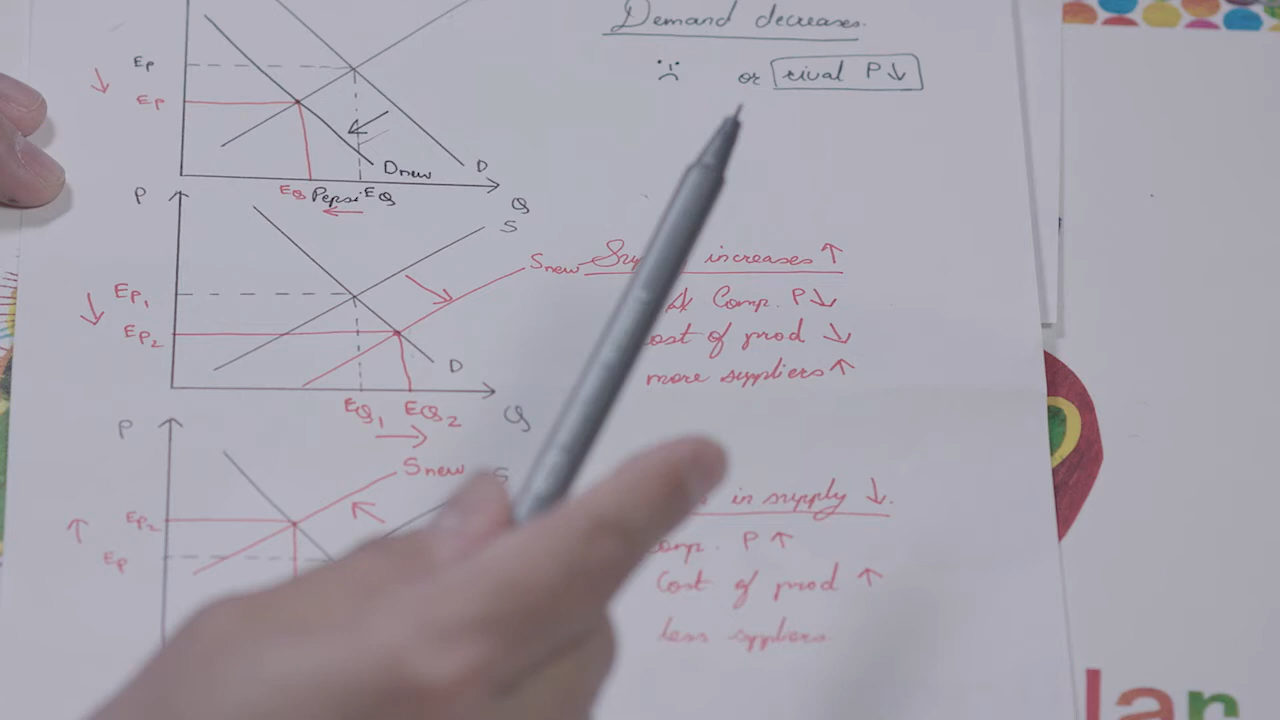 Demand decreases.
or rival P↓
Ep
↓ Ep
Dnew D
EQ Pepsi EQ Q
←
P
S
Snew
increases ↑
Ep1
Comp. P↓
↓ Ep2
of prod ↓
more suppliers ↑
D
EQ1 EQ2 Q
→
P
Snew
in supply ↓.
↑ Ep2
P ↑
Ep
Cost of prod ↑
less